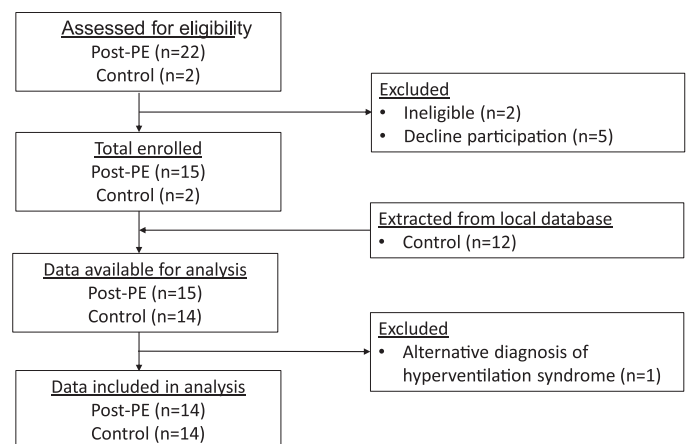 Assessed for eligibility
Post-PE (n=22)
Control (n=2)
Excluded
• Ineligible (n=2)
• Decline participation (n=5)
Total enrolled
Post-PE (n=15)
Control (n=2)
Extracted from local database
• Control (n=12)
Data available for analysis
Post-PE (n=15)
Control (n=14)
Excluded
• Alternative diagnosis of
hyperventilation syndrome (n=1)
Data included in analysis
Post-PE (n=14)
Control (n=14)